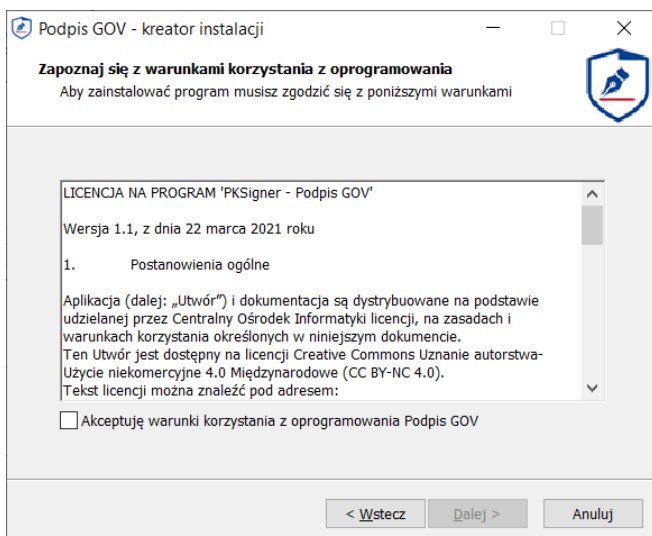 Podpis GOV - kreator instalacji
Zapoznaj się z warunkami korzystania z oprogramowania
Aby zainstalować program musisz zgodzić się z poniższymi warunkami
LICENCJA NA PROGRAM 'PKSigner - Podpis GOV'
Wersja 1.1, z dnia 22 marca 2021 roku
1. Postanowienia ogólne
Aplikacja (dalej: „Utwór”) i dokumentacja są dystrybuowane na podstawie
udzielanej przez Centralny Ośrodek Informatyki licencji, na zasadach i
warunkach korzystania określonych w niniejszym dokumencie.
Ten Utwór jest dostępny na licencji Creative Commons Uznanie autorstwa-
Użycie niekomercyjne 4.0 Międzynarodowe (CC BY-NC 4.0).
Tekst licencji można znaleźć pod adresem:
Akceptuję warunki korzystania z oprogramowania Podpis GOV
< Wstecz
Dalej >
Anuluj